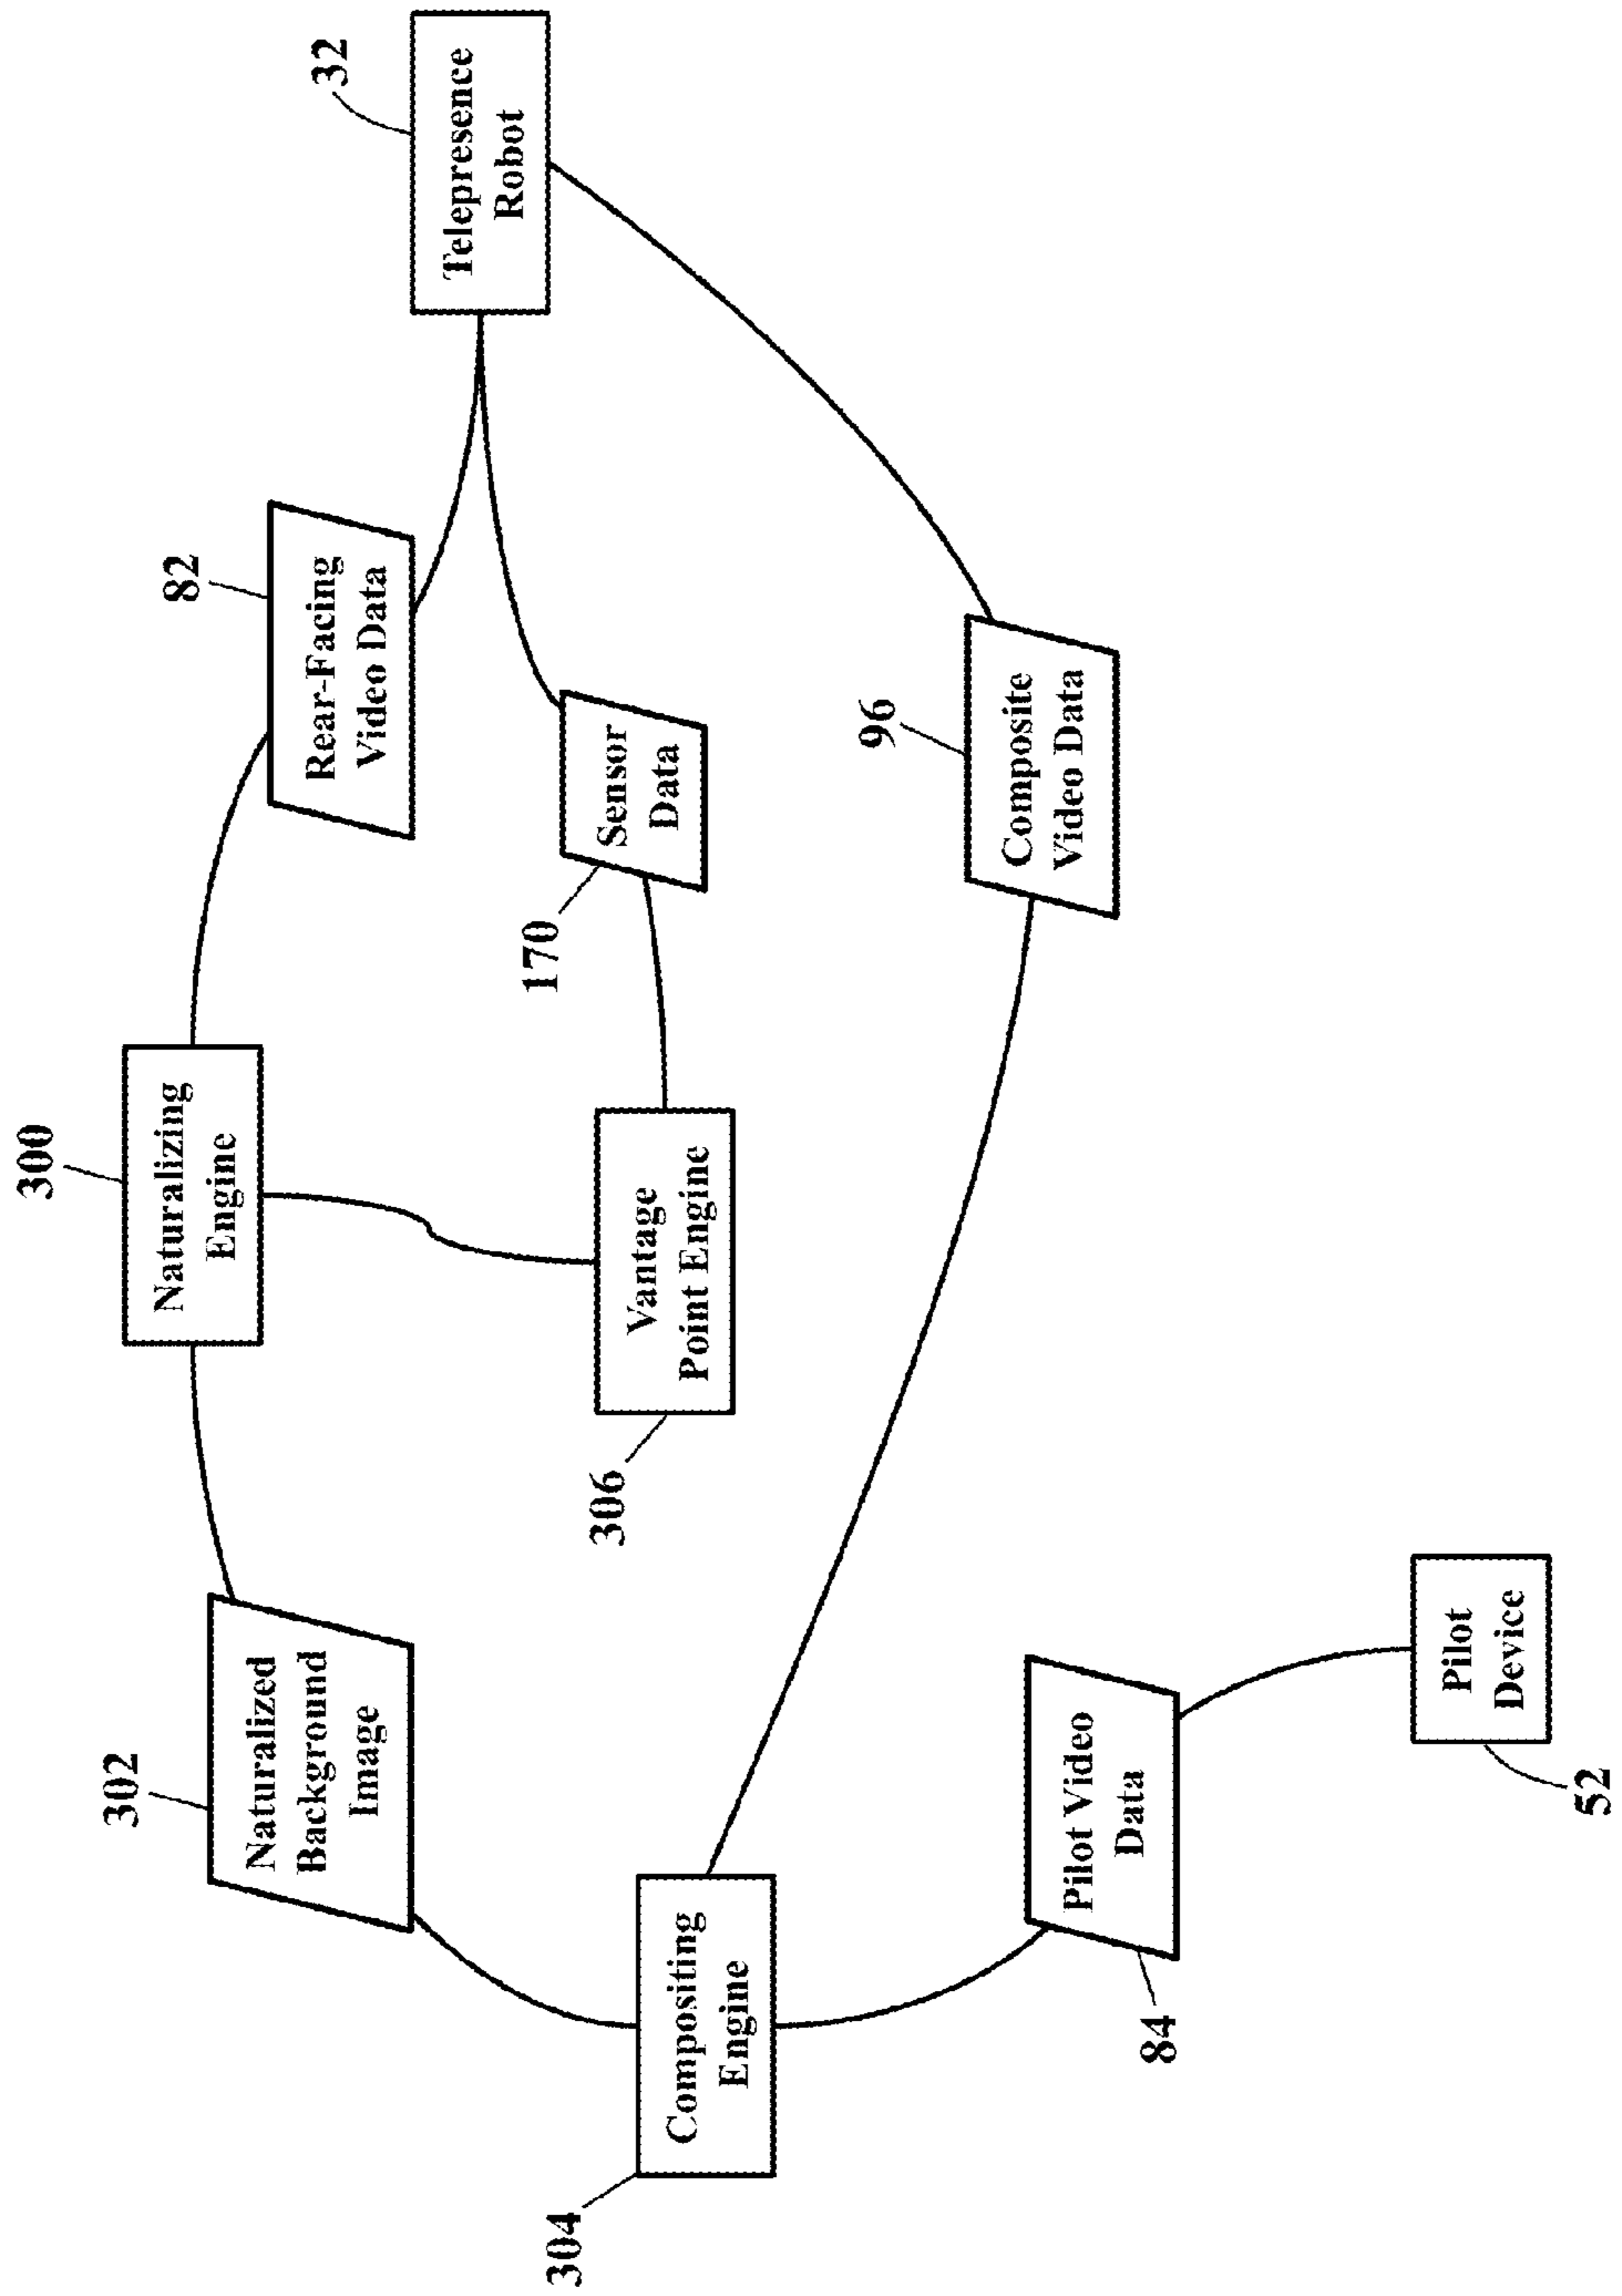 300
Naturalizing
Engine
302
Naturalized
Background
Image
82
Rear-Facing
Video Data
32
Telepresence
Robot
304
Compositing
Engine
306
Vantage
Point Engine
170
Sensor
Data
96
Composite
Video Data
84
Pilot Video
Data
52
Pilot
Device